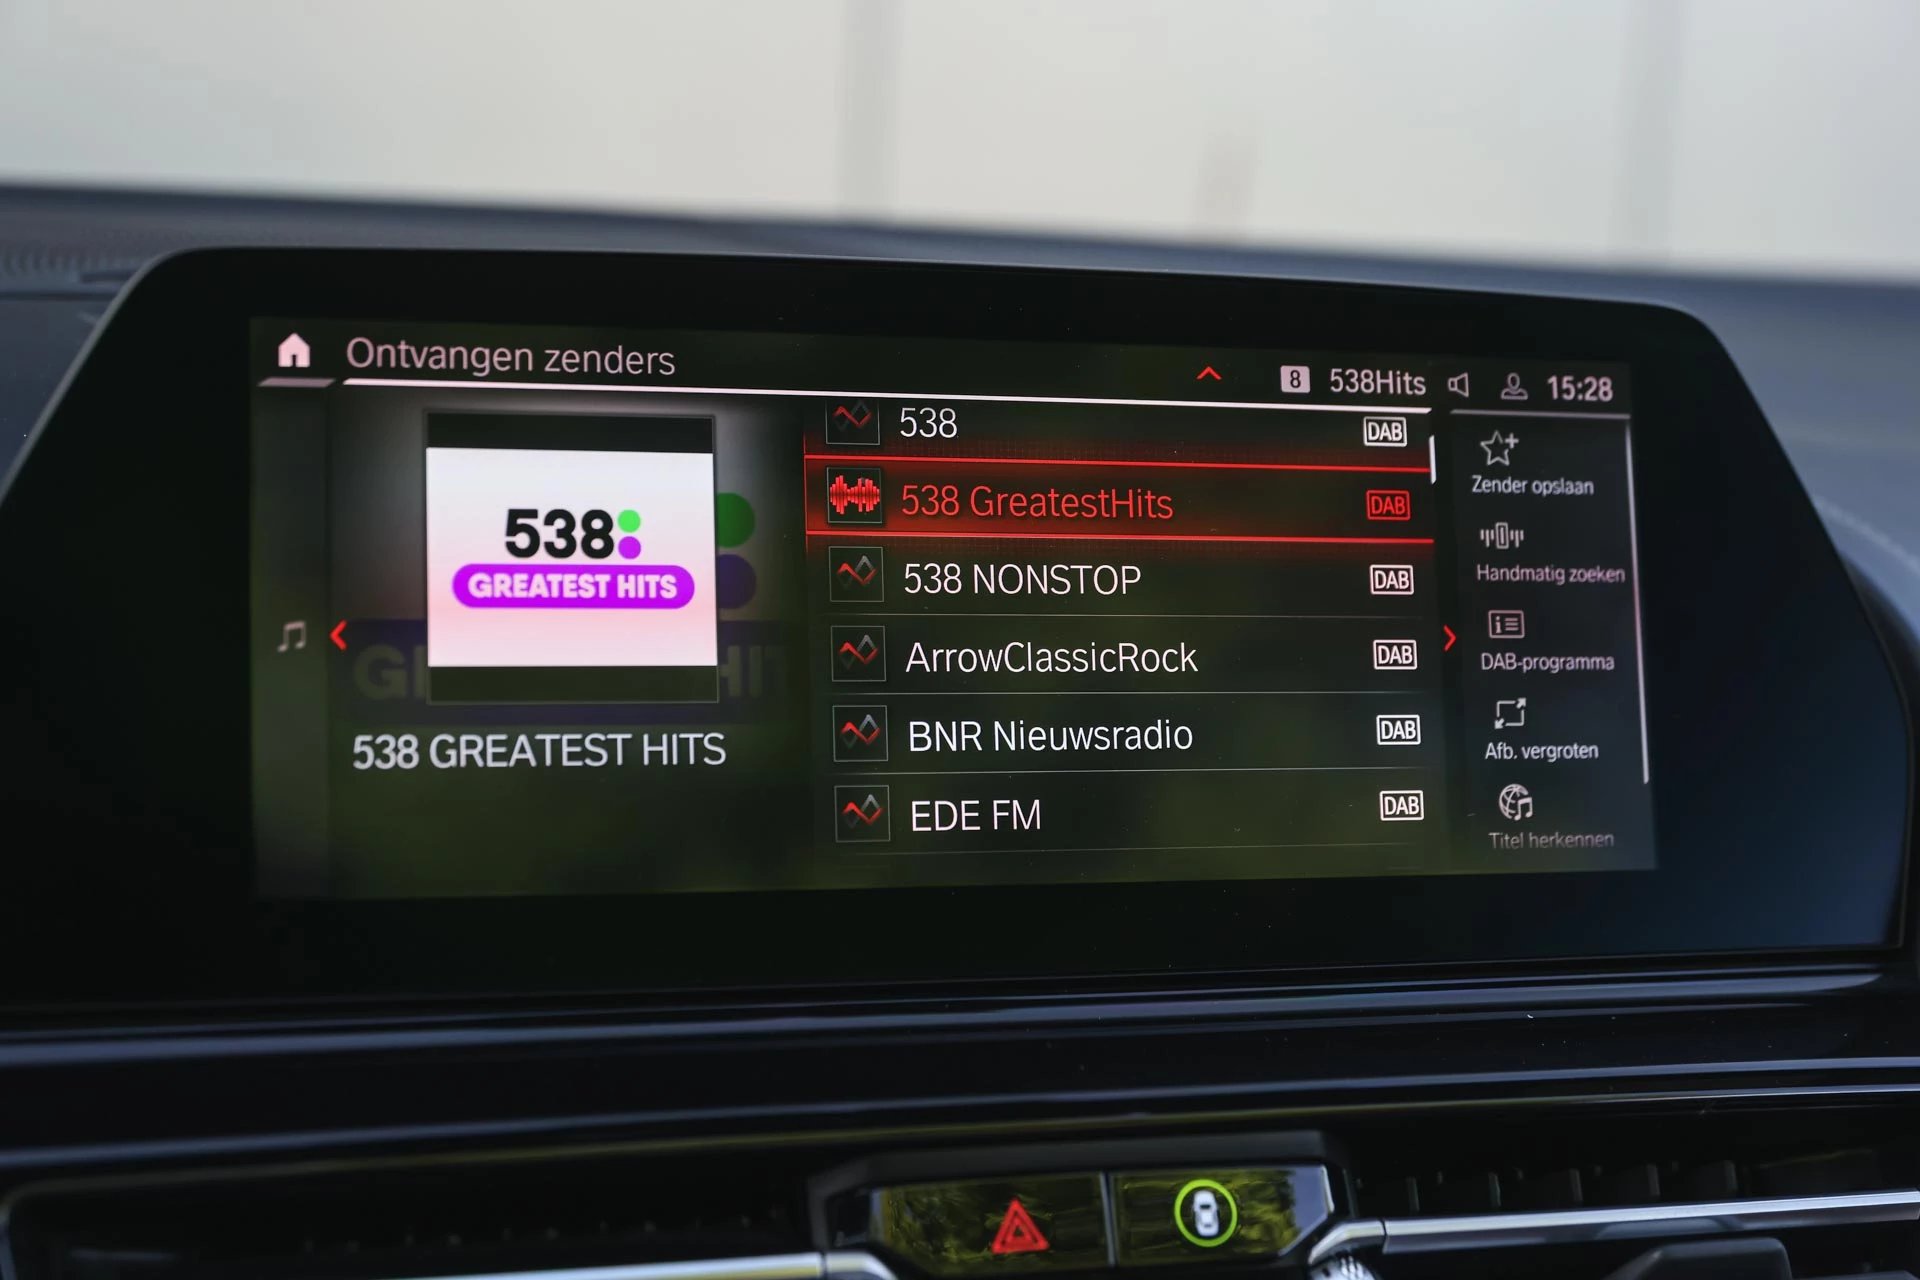 Ontvangen zenders
8 538Hits 15:28
538:
GREATEST HITS
538 GREATEST HITS
538 DAB
538 GreatestHits DAB
538 NONSTOP DAB
ArrowClassicRock DAB
BNR Nieuwsradio DAB
EDE FM DAB
Zender opslaan
Handmatig zoeken
DAB-programma
Afb. vergroten
Titel herkennen